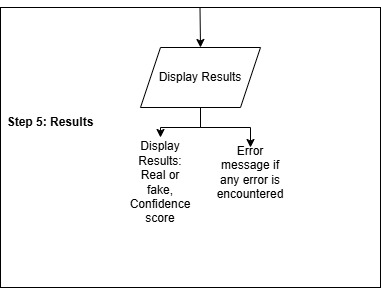 Display Results
Step 5: Results
Display
Results:
Real or
fake,
Confidence
score
Error
message if
any error is
encountered